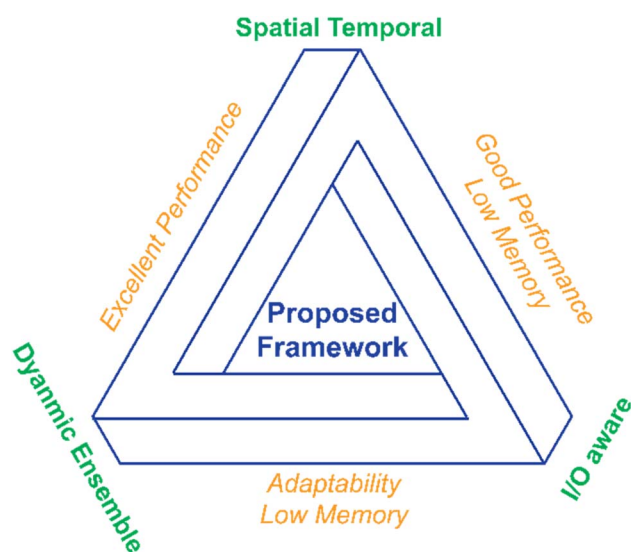 Spatial Temporal
Excellent Performance
Good Performance
Low Memory
Proposed
Framework
Dyanmic Ensemble
I/O aware
Adaptability
Low Memory